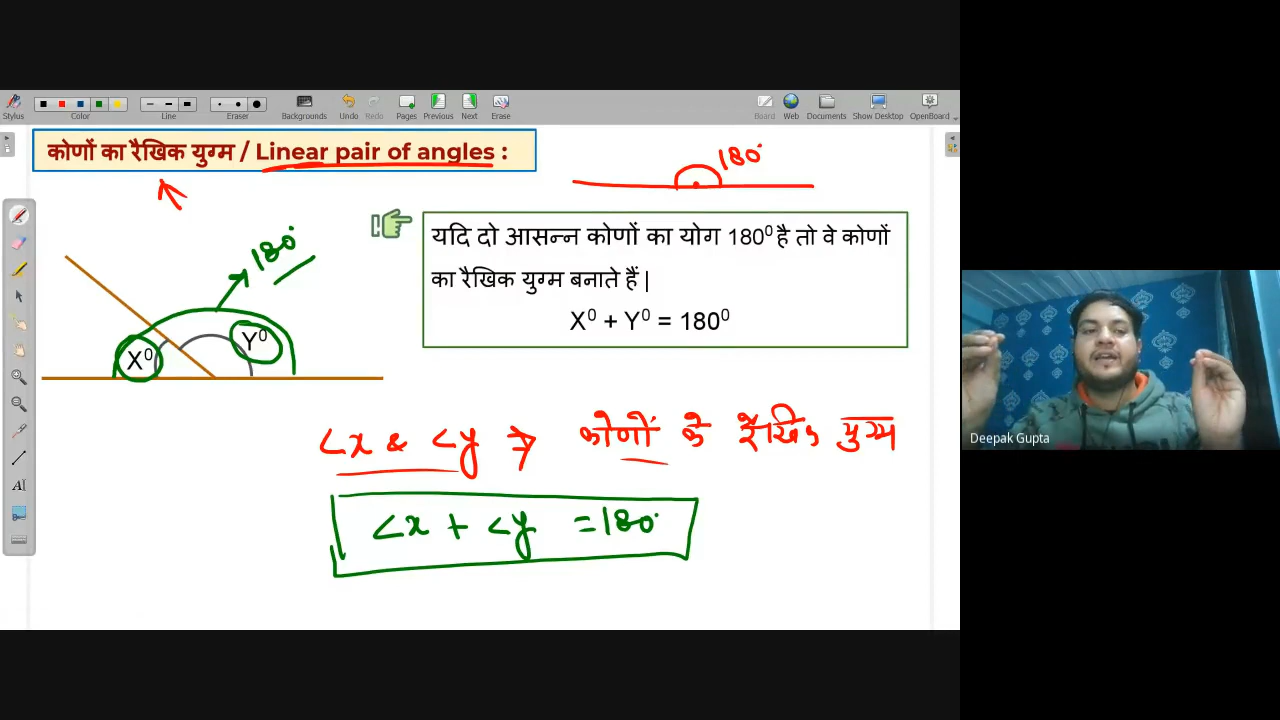 Stylus
Color
Line
Eraser
Backgrounds
Undo
Redo
Pages
Previous
Next
Erase
Board
Web
Documents
Show Desktop
OpenBoard
कोणों का रैखिक युग्म / Linear pair of angles :
180°
यदि दो आसन्न कोणों का योग 180⁰ है तो वे कोणों
का रैखिक युग्म बनाते हैं |
X⁰ + Y⁰ = 180⁰
180°
X⁰
Y⁰
∠x & ∠y ⇒ कोणों के रैखिक युग्म
∠x + ∠y = 180°
Deepak Gupta